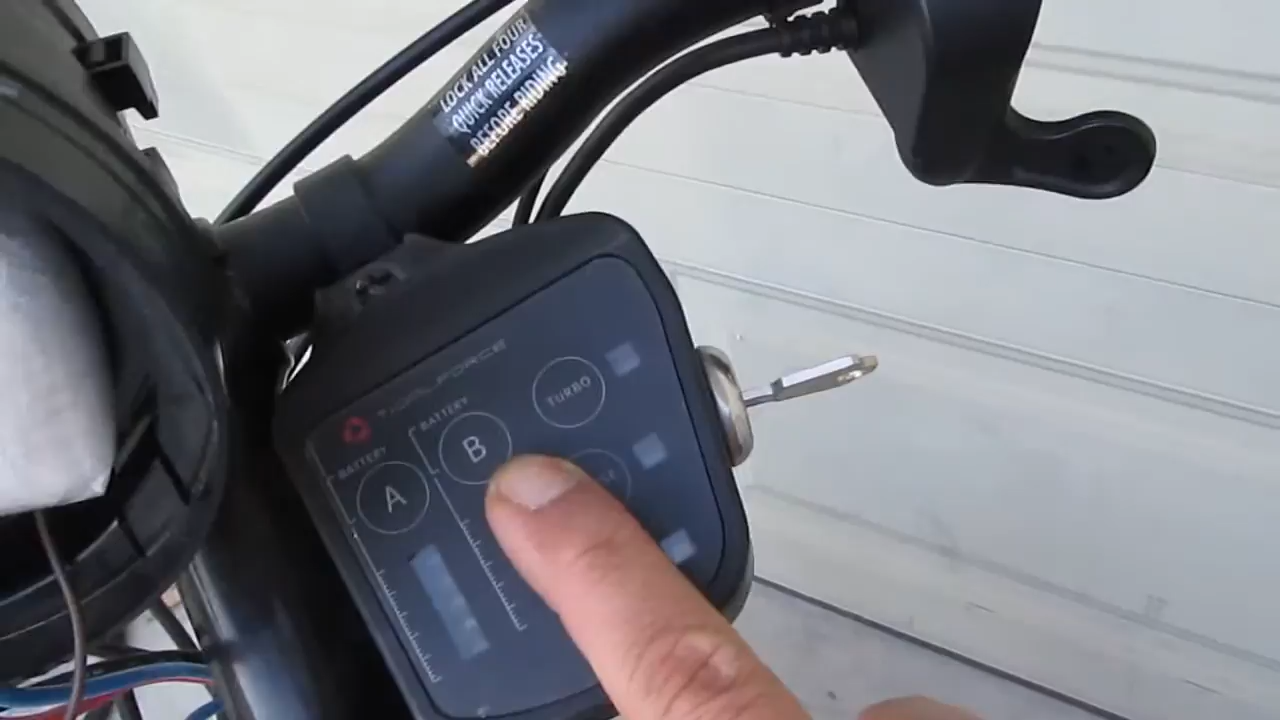 LOCK ALL FOUR
QUICK RELEASES
BEFORE RIDING
BATTERY
A
BATTERY
B
TURBO